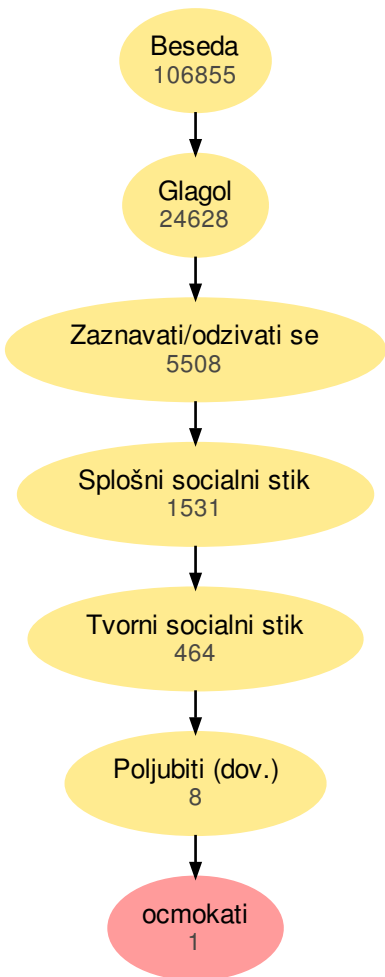 Beseda
106855
Glagol
24628
Zaznavati/odzivati se
5508
Splošni socialni stik
1531
Tvorni socialni stik
464
Poljubiti (dov.)
8
ocmokati
1